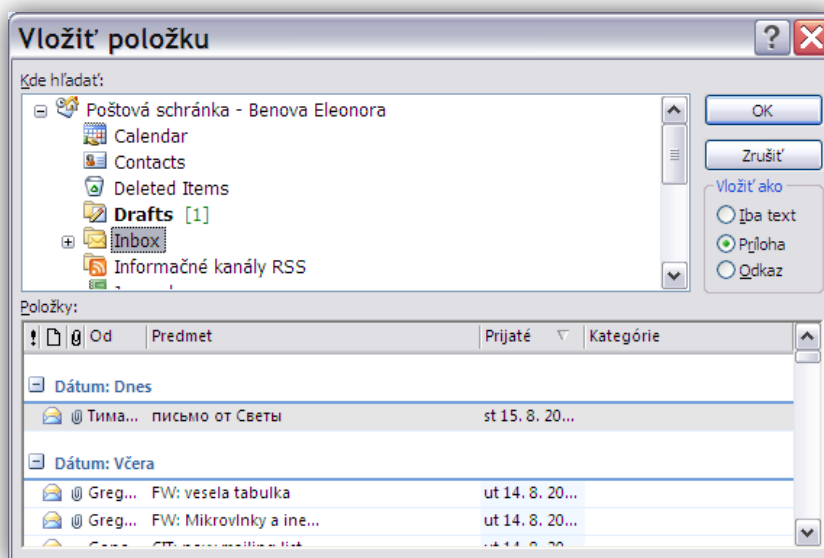 Vložiť položku
Kde hľadať:
Poštová schránka - Benova Eleonora
Calendar
Contacts
Deleted Items
Drafts [1]
Inbox
Informačné kanály RSS
OK
Zrušiť
Vložiť ako
Iba text
Príloha
Odkaz
Položky:
Od Predmet Prijaté Kategórie
Dátum: Dnes
Тима... письмо от Светы st 15. 8. 20...
Dátum: Včera
Greg... FW: vesela tabulka ut 14. 8. 20...
Greg... FW: Mikrovlnky a ine... ut 14. 8. 20...